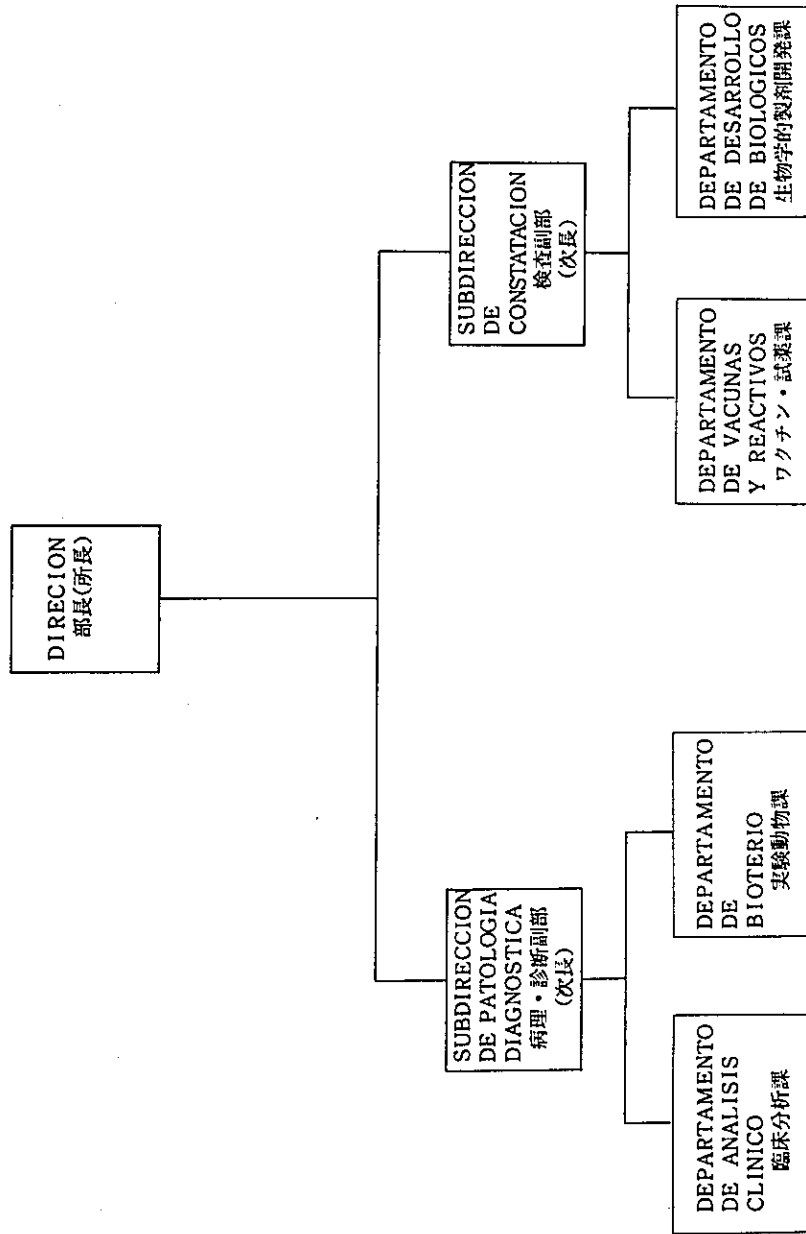 DIRECION
部長(所長)
SUBDIRECCION
DE PATOLOGIA
DIAGNOSTICA
病理・診断副部
(次長)
SUBDIRECCION
DE
CONSTATACION
検査副部
(次長)
DEPARTAMENTO
DE ANALISIS
CLINICO
臨床分析課
DEPARTAMENTO
DE
BIOTERIO
実験動物課
DEPARTAMENTO
DE VACUNAS
Y REACTIVOS
ワクチン・試薬課
DEPARTAMENTO
DE DESARROLLO
DE BIOLOGICOS
生物学的製剤開発課